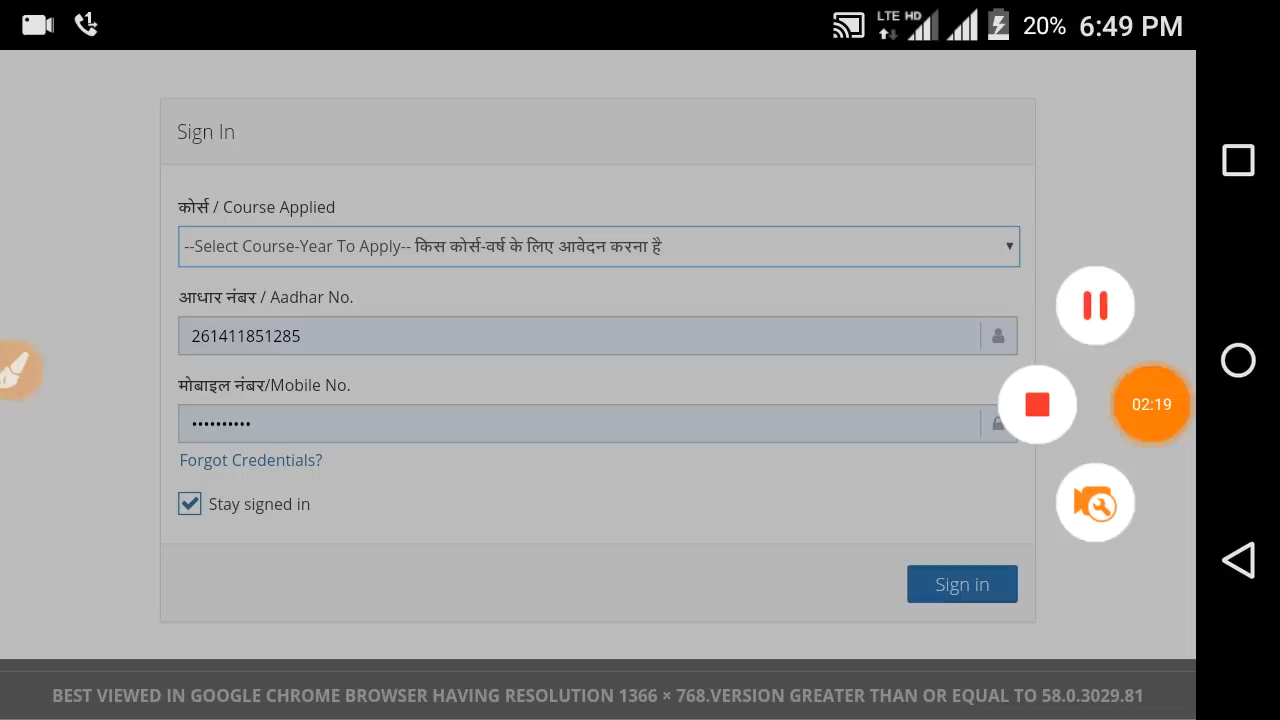 LTE HD 20% 6:49 PM
Sign In
कोर्स / Course Applied
--Select Course-Year To Apply-- किस कोर्स-वर्ष के लिए आवेदन करना है
आधार नंबर / Aadhar No.
261411851285
मोबाइल नंबर/Mobile No.
••••••••••
Forgot Credentials?
Stay signed in
02:19
Sign in
BEST VIEWED IN GOOGLE CHROME BROWSER HAVING RESOLUTION 1366 × 768.VERSION GREATER THAN OR EQUAL TO 58.0.3029.81